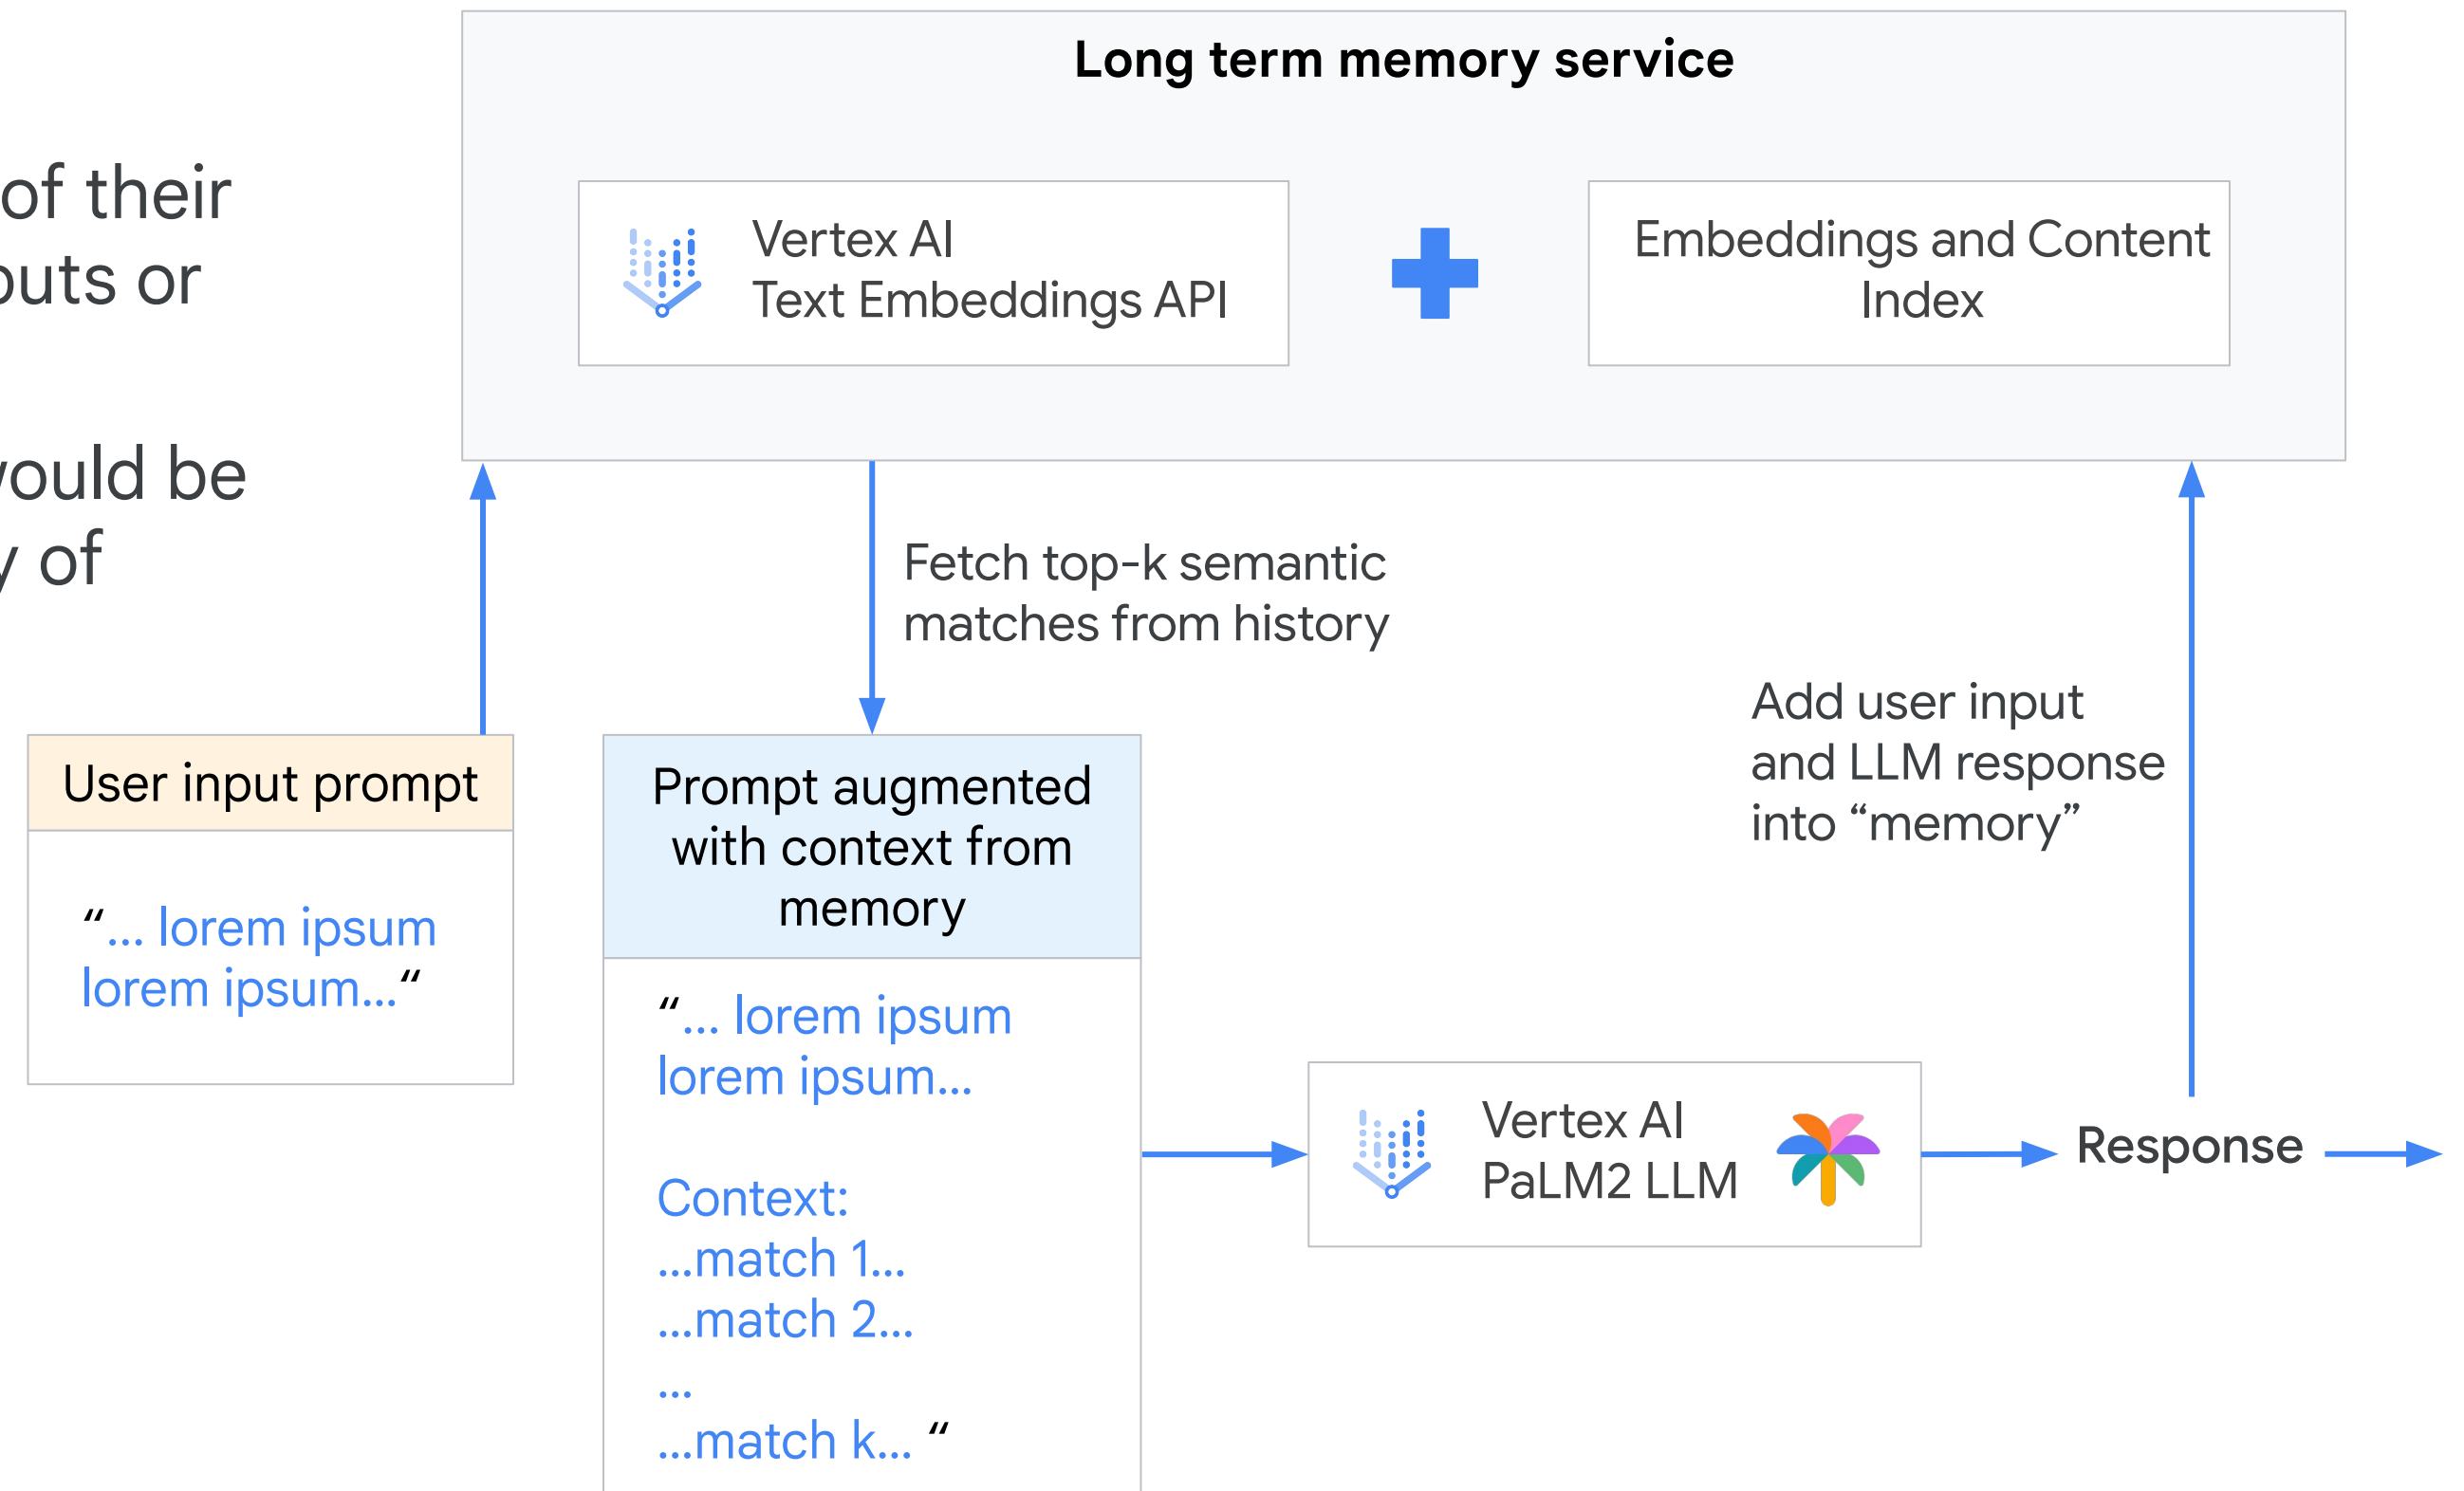 Long term memory service
of their
uts or
ould be
y of
Vertex AI
Text Embeddings API
Embeddings and Content
Index
Fetch top-k semantic
matches from history
Add user input
and LLM response
into “memory”
User input prompt
“... lorem ipsum
lorem ipsum...“
Prompt augmented
with context from
memory
“... lorem ipsum
lorem ipsum...
Context:
...match 1...
...match 2...
...
...match k... “
Vertex AI
PaLM2 LLM
Response